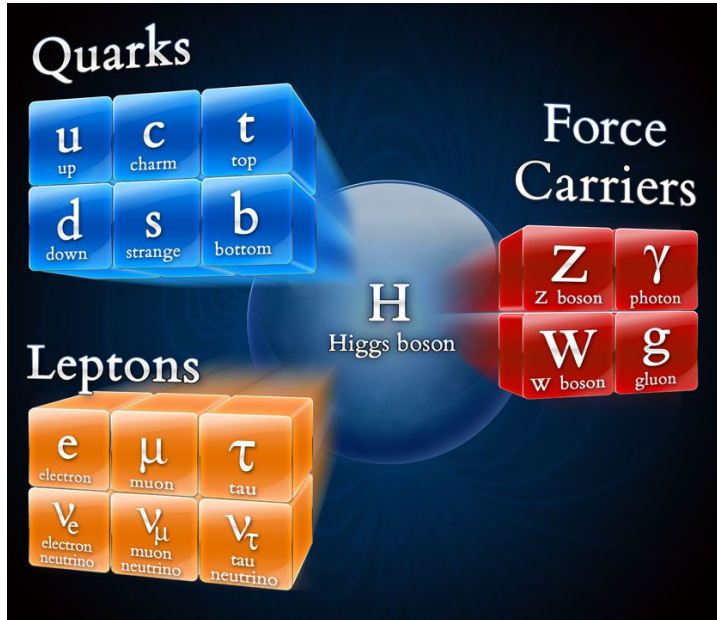 Quarks
u c t
up charm top
d s b
down strange bottom
Force
Carriers
Z γ
Z boson photon
W g
W boson gluon
H
Higgs boson
Leptons
e μ τ
electron muon tau
νe νμ ντ
electron muon tau
neutrino neutrino neutrino